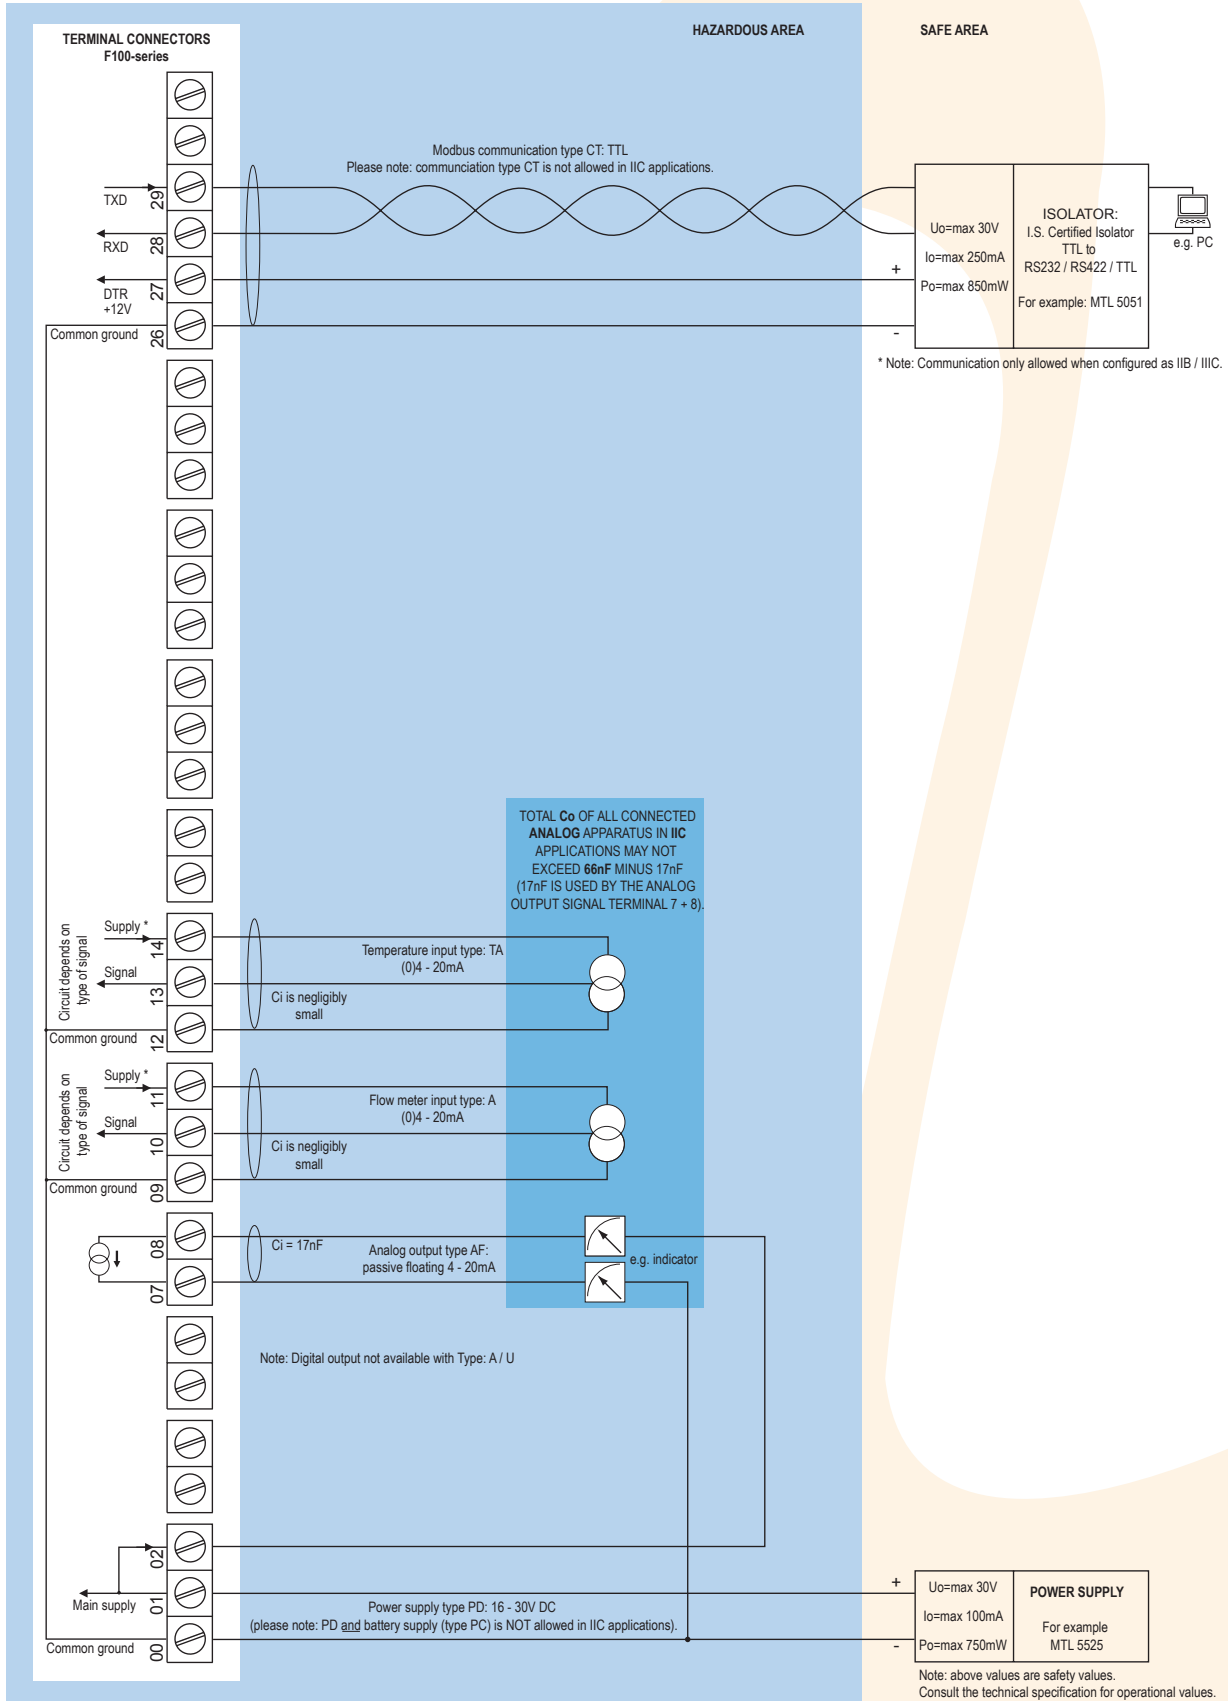 TERMINAL CONNECTORS
F100-series
HAZARDOUS AREA
SAFE AREA
Modbus communication type CT: TTL
Please note: communciation type CT is not allowed in IIC applications.
TXD
29
RXD
28
DTR
+12V
27
Common ground
26
+
-
Uo=max 30V
Io=max 250mA
Po=max 850mW
ISOLATOR:
I.S. Certified Isolator
TTL to
RS232 / RS422 / TTL
For example: MTL 5051
e.g. PC
* Note: Communication only allowed when configured as IIB / IIIC.
TOTAL Co OF ALL CONNECTED
ANALOG APPARATUS IN IIC
APPLICATIONS MAY NOT
EXCEED 66nF MINUS 17nF
(17nF IS USED BY THE ANALOG
OUTPUT SIGNAL TERMINAL 7 + 8).
Circuit depends on
type of signal
Supply *
14
Signal
13
Common ground
12
Temperature input type: TA
(0)4 - 20mA
Ci is negligibly
small
Circuit depends on
type of signal
Supply *
11
Signal
10
Common ground
09
Flow meter input type: A
(0)4 - 20mA
Ci is negligibly
small
08
07
Ci = 17nF
Analog output type AF:
passive floating 4 - 20mA
e.g. indicator
Note: Digital output not available with Type: A / U
02
Main supply
01
Common ground
00
Power supply type PD: 16 - 30V DC
(please note: PD and battery supply (type PC) is NOT allowed in IIC applications).
+
-
Uo=max 30V
Io=max 100mA
Po=max 750mW
POWER SUPPLY
For example
MTL 5525
Note: above values are safety values.
Consult the technical specification for operational values.